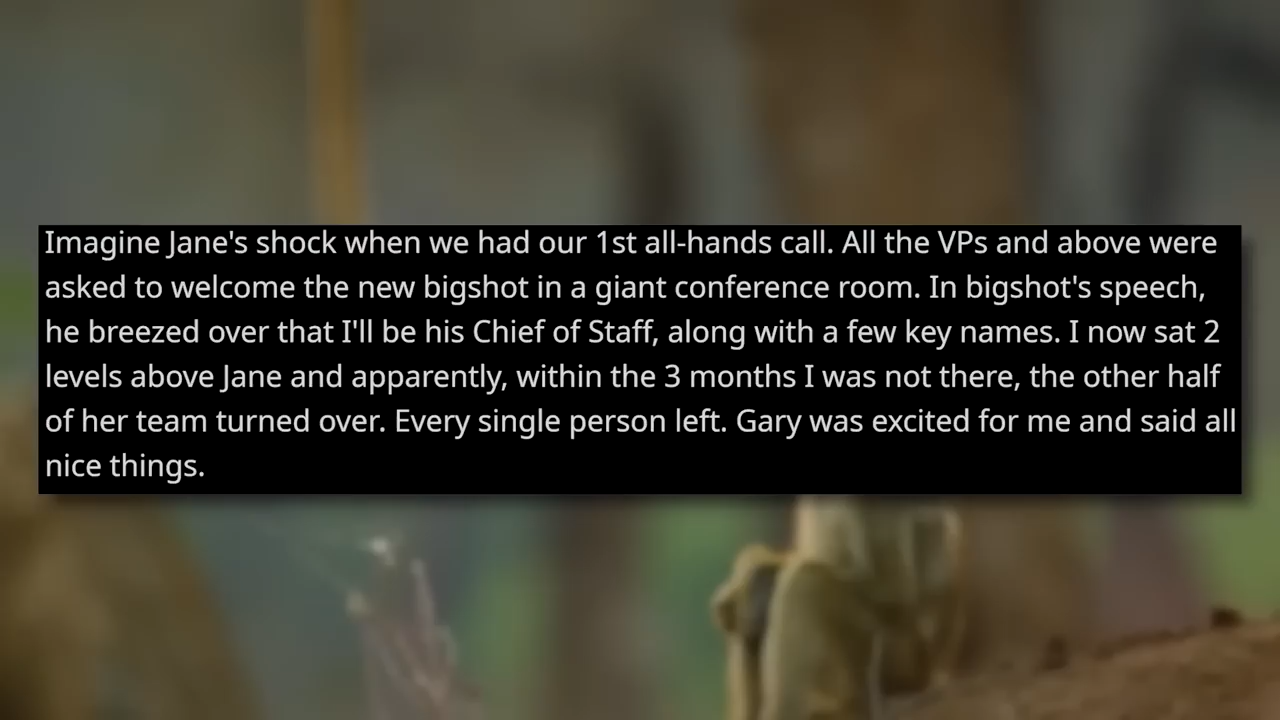 Imagine Jane's shock when we had our 1st all-hands call. All the VPs and above were
asked to welcome the new bigshot in a giant conference room. In bigshot's speech,
he breezed over that I'll be his Chief of Staff, along with a few key names. I now sat 2
levels above Jane and apparently, within the 3 months I was not there, the other half
of her team turned over. Every single person left. Gary was excited for me and said all
nice things.